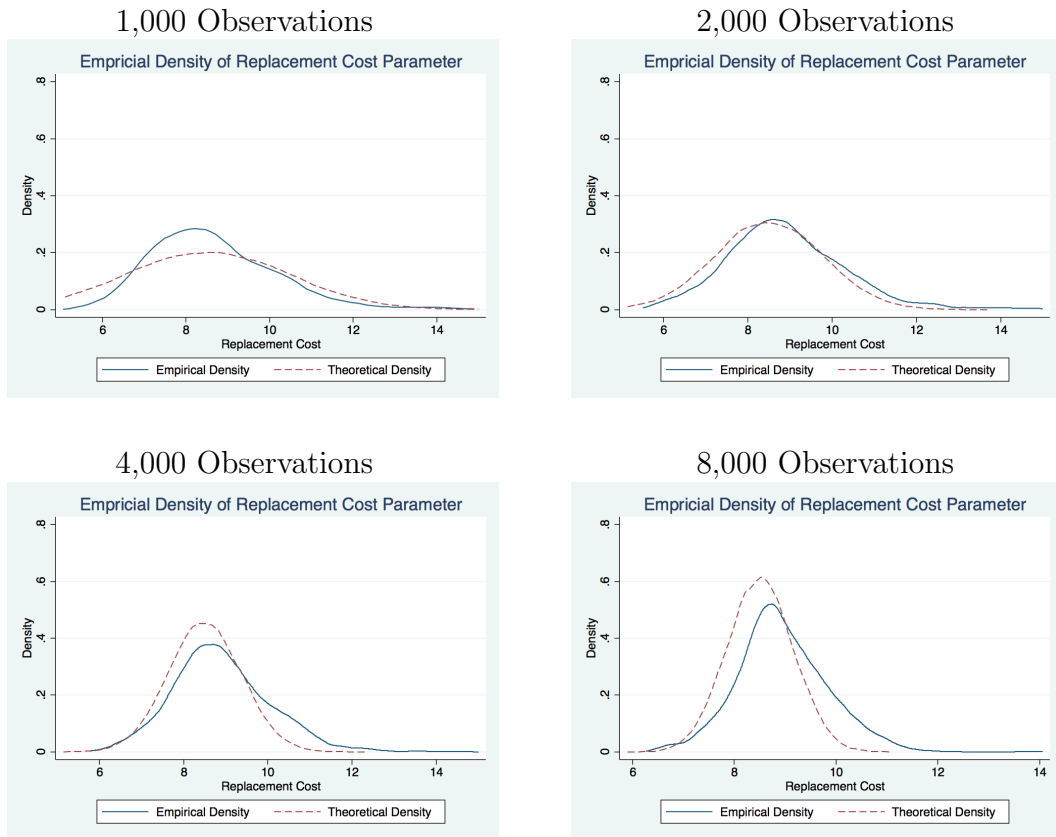 1,000 Observations
Empricial Density of Replacement Cost Parameter
.8
.6
.4
.2
0
Density
6 8 10 12 14
Replacement Cost
Empirical Density Theoretical Density
2,000 Observations
Empricial Density of Replacement Cost Parameter
.8
.6
.4
.2
0
Density
6 8 10 12 14
Replacement Cost
Empirical Density Theoretical Density
4,000 Observations
Empricial Density of Replacement Cost Parameter
.8
.6
.4
.2
0
Density
6 8 10 12 14
Replacement Cost
Empirical Density Theoretical Density
8,000 Observations
Empricial Density of Replacement Cost Parameter
.8
.6
.4
.2
0
Density
6 8 10 12 14
Replacement Cost
Empirical Density Theoretical Density